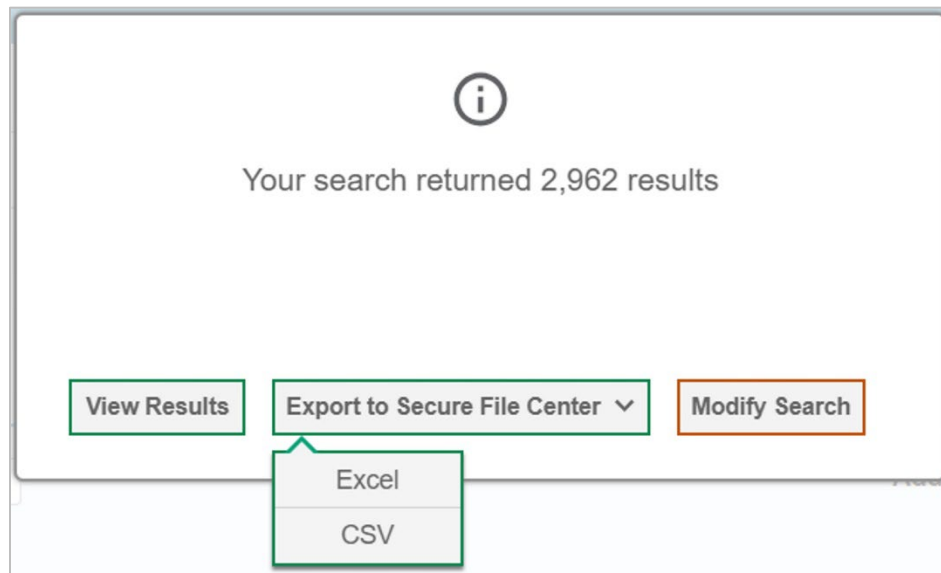 Your search returned 2,962 results
View Results
Export to Secure File Center
Modify Search
Excel
CSV